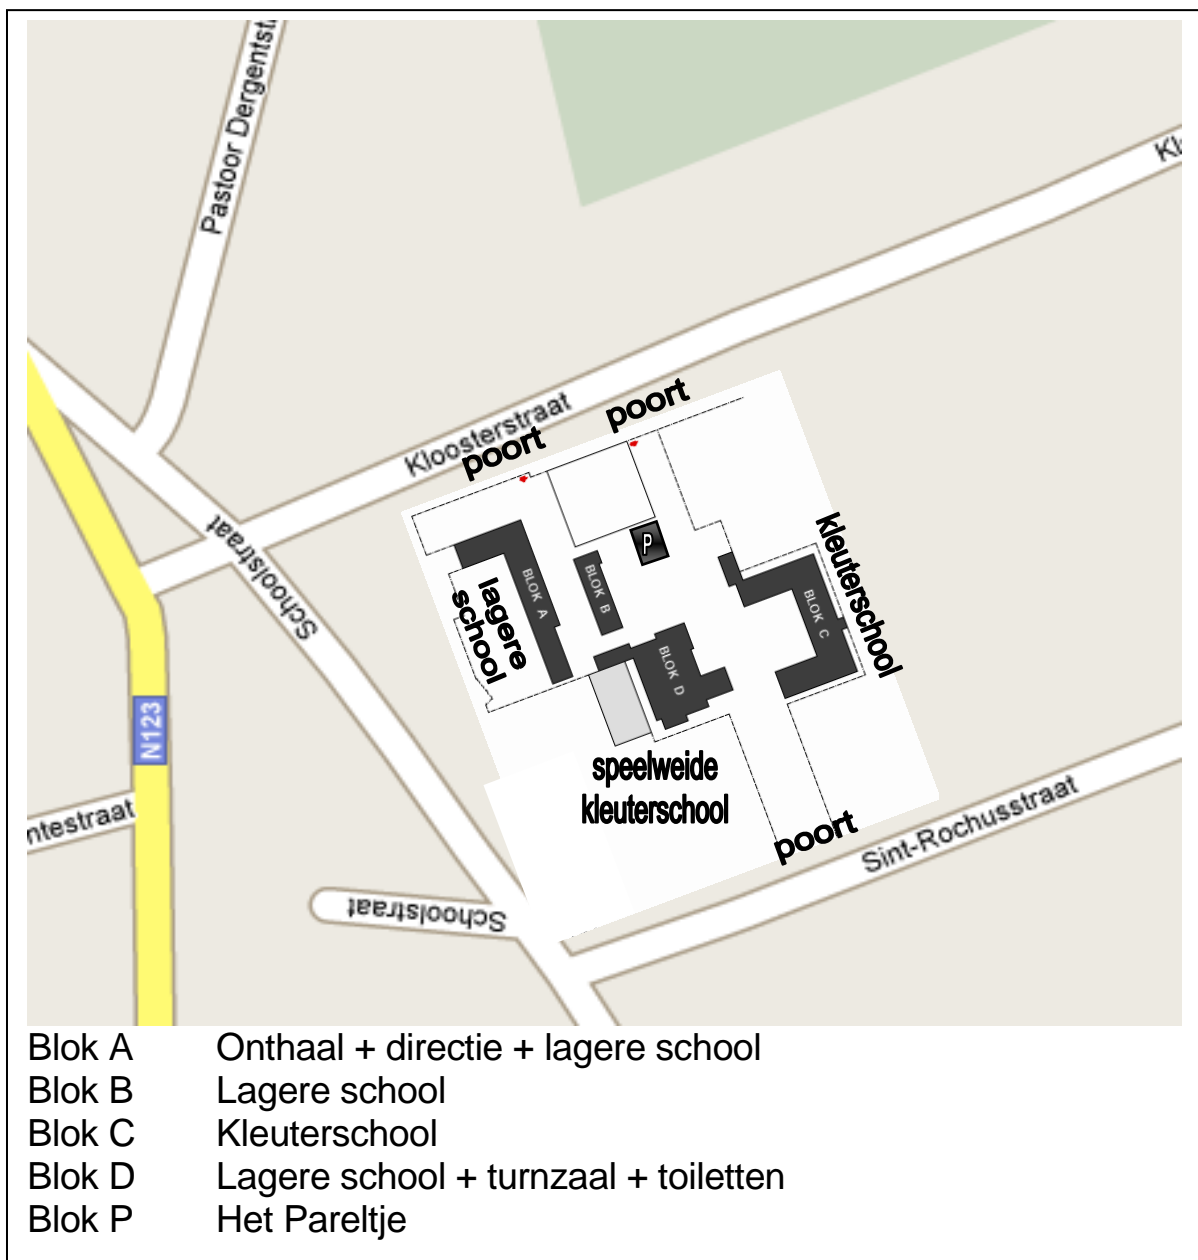 Pastoor Dergentst
Kl
Kloosterstraat
poort
poort
Schoolstraat
kleuterschool
P
BLOK A
BLOK B
BLOK C
lagere
school
BLOK D
N123
speelweide
kleuterschool
ntestraat
poort
Sint-Rochusstraat
Schoolstraat
Blok A Onthaal + directie + lagere school
Blok B Lagere school
Blok C Kleuterschool
Blok D Lagere school + turnzaal + toiletten
Blok P Het Pareltje